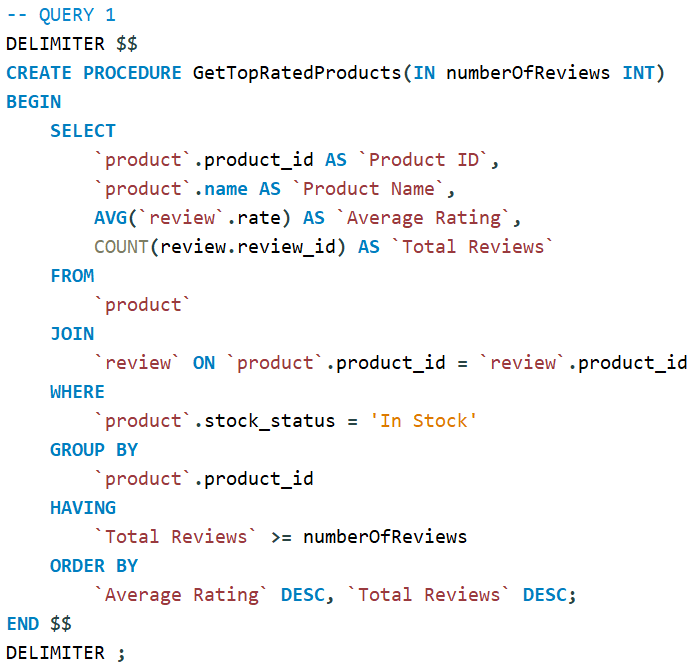 -- QUERY 1
DELIMITER $$
CREATE PROCEDURE GetTopRatedProducts(IN numberOfReviews INT)
BEGIN
    SELECT
        `product`.product_id AS `Product ID`,
        `product`.name AS `Product Name`,
        AVG(`review`.rate) AS `Average Rating`,
        COUNT(review.review_id) AS `Total Reviews`
    FROM
        `product`
    JOIN
        `review` ON `product`.product_id = `review`.product_id
    WHERE
        `product`.stock_status = 'In Stock'
    GROUP BY
        `product`.product_id
    HAVING
        `Total Reviews` >= numberOfReviews
    ORDER BY
        `Average Rating` DESC, `Total Reviews` DESC;
END $$
DELIMITER ;